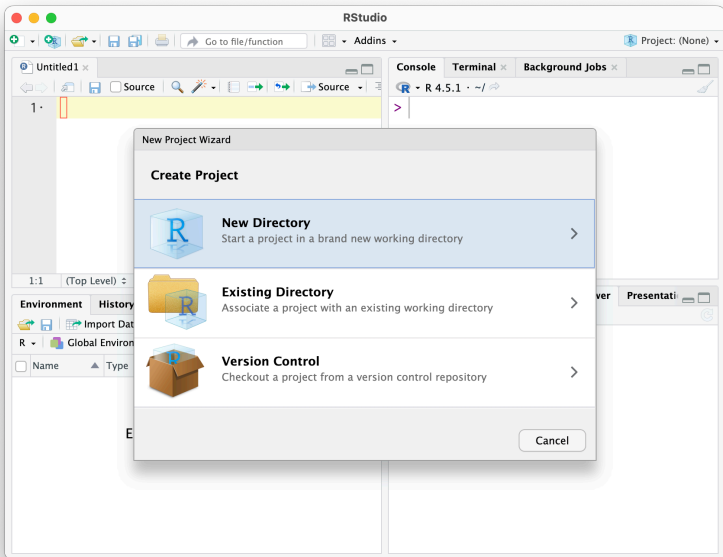 RStudio
Go to file/function
Addins
Project: (None)
Untitled1
Source
Source
1
1:1
(Top Level)
Console
Terminal
Background Jobs
R 4.5.1 · ~/
>
New Project Wizard
Create Project
New Directory
Start a project in a brand new working directory
Existing Directory
Associate a project with an existing working directory
Version Control
Checkout a project from a version control repository
Cancel
Environment
History
Import Dat
R
Global Environ
Name
Type
E
wer
Presentati